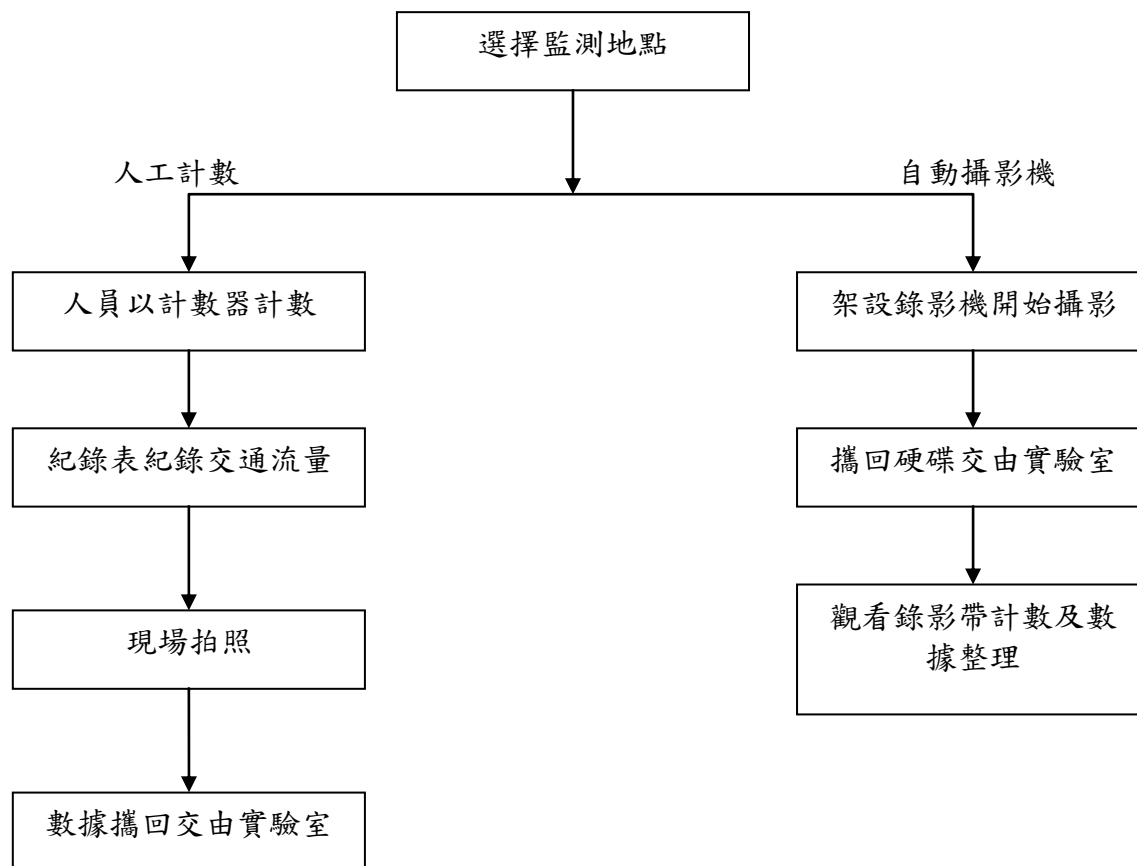 選擇監測地點
人工計數
自動攝影機
人員以計數器計數
架設錄影機開始攝影
紀錄表紀錄交通流量
攜回硬碟交由實驗室
現場拍照
觀看錄影帶計數及數
據整理
數據攜回交由實驗室